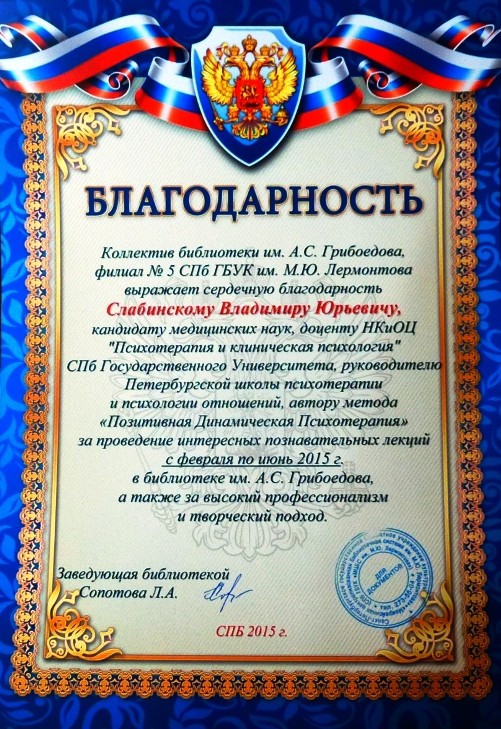 БЛАГОДАРНОСТЬ
Коллектив библиотеки им. А.С. Грибоедова,
филиал № 5 СПб ГБУК им. М.Ю. Лермонтова
выражает сердечную благодарность
Слабинскому Владимиру Юрьевичу,
кандидату медицинских наук, доценту НКиОЦ
"Психотерапия и клиническая психология"
СПб Государственного Университета, руководителю
Петербургской школы психотерапии
и психологии отношений, автору метода
«Позитивная Динамическая Психотерапия»
за проведение интересных познавательных лекций
с февраля по июнь 2015 г.
в библиотеке им. А.С. Грибоедова,
а также за высокий профессионализм
и творческий подход.
Заведующая библиотекой
Сопотова Л.А.
ДЛЯ
ДОКУМЕНТОВ
СПБ 2015 г.